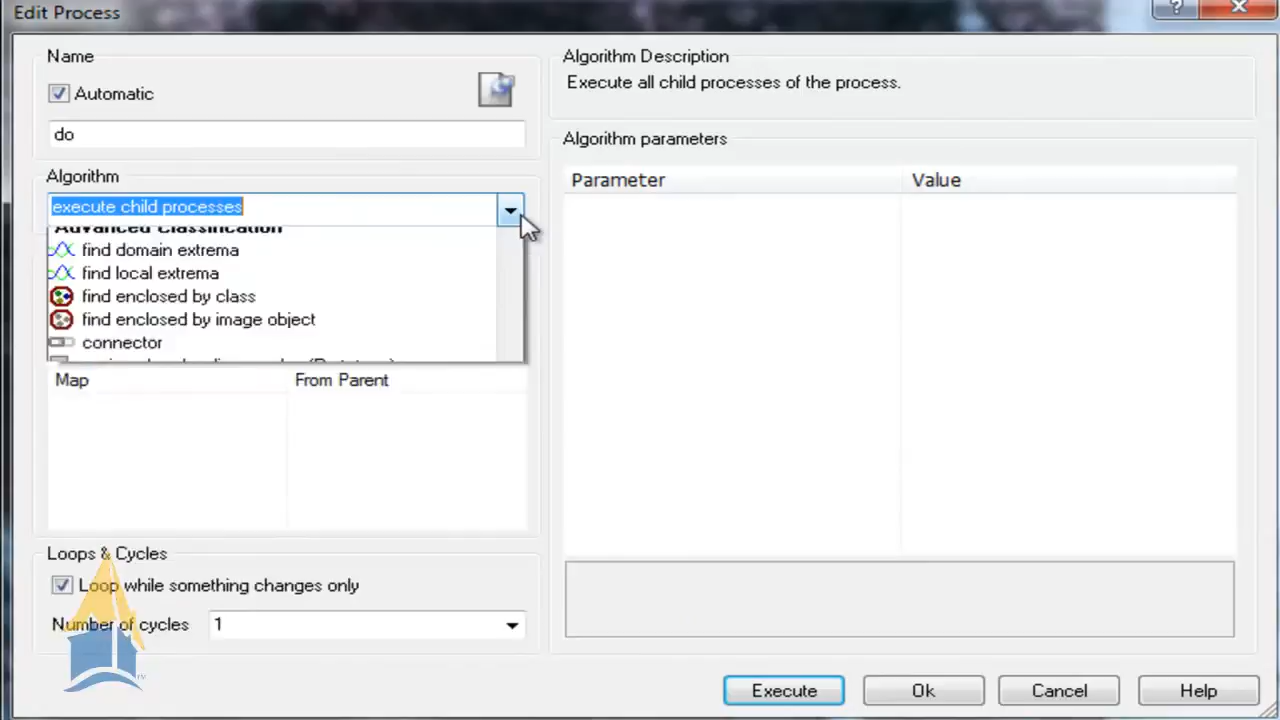 Edit Process
Name
Automatic
do
Algorithm
execute child processes
Advanced Classification
find domain extrema
find local extrema
find enclosed by class
find enclosed by image object
connector
Map From Parent
Loops & Cycles
Loop while something changes only
Number of cycles 1
Algorithm Description
Execute all child processes of the process.
Algorithm parameters
Parameter Value
Execute Ok Cancel Help